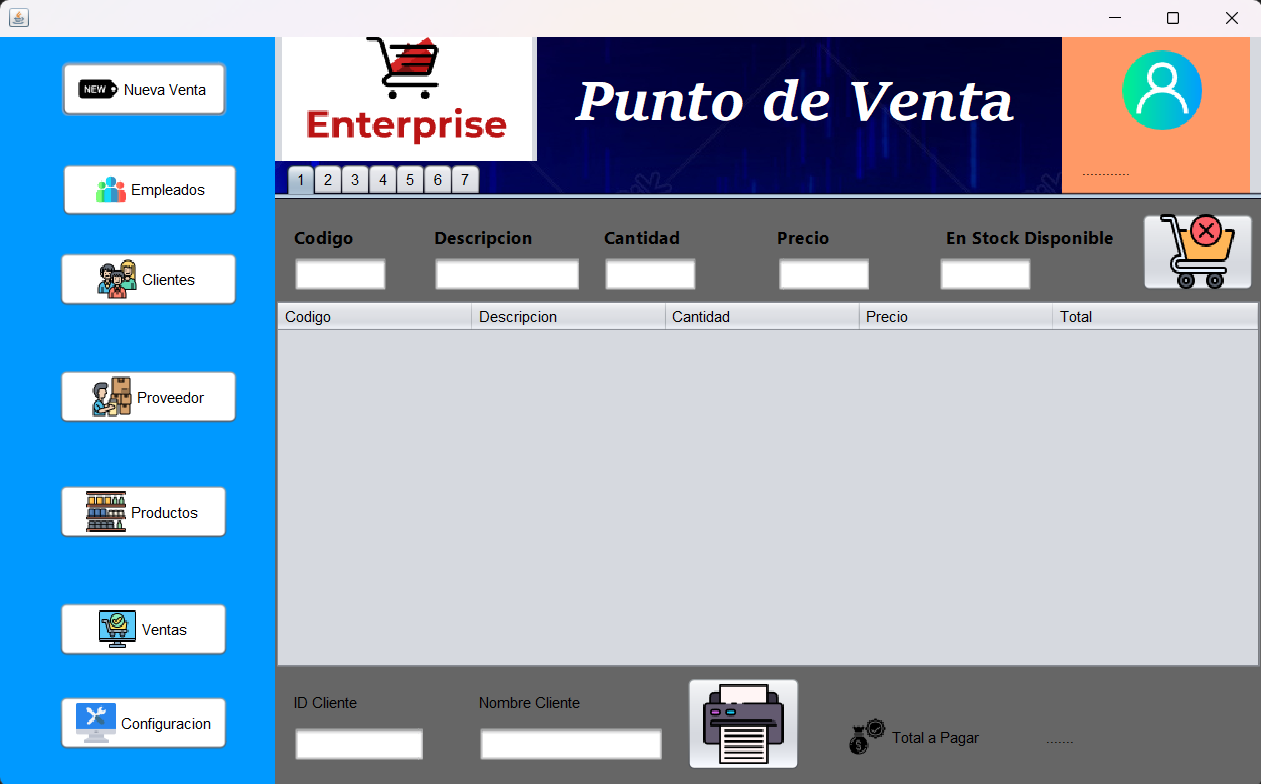 NEW Nueva Venta
Empleados
Clientes
Proveedor
Productos
Ventas
Configuracion
Enterprise
Punto de Venta
............
1 2 3 4 5 6 7
Codigo Descripcion Cantidad Precio En Stock Disponible
Codigo Descripcion Cantidad Precio Total
ID Cliente Nombre Cliente
$ Total a Pagar .......